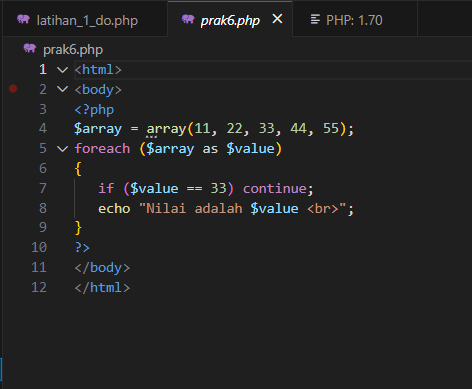 latihan_1_do.php prak6.php PHP: 1.70
prak6.php
1 <html>
2 <body>
3 <?php
4 $array = array(11, 22, 33, 44, 55);
5 foreach ($array as $value)
6 {
7 if ($value == 33) continue;
8 echo "Nilai adalah $value <br>";
9 }
10 ?>
11 </body>
12 </html>